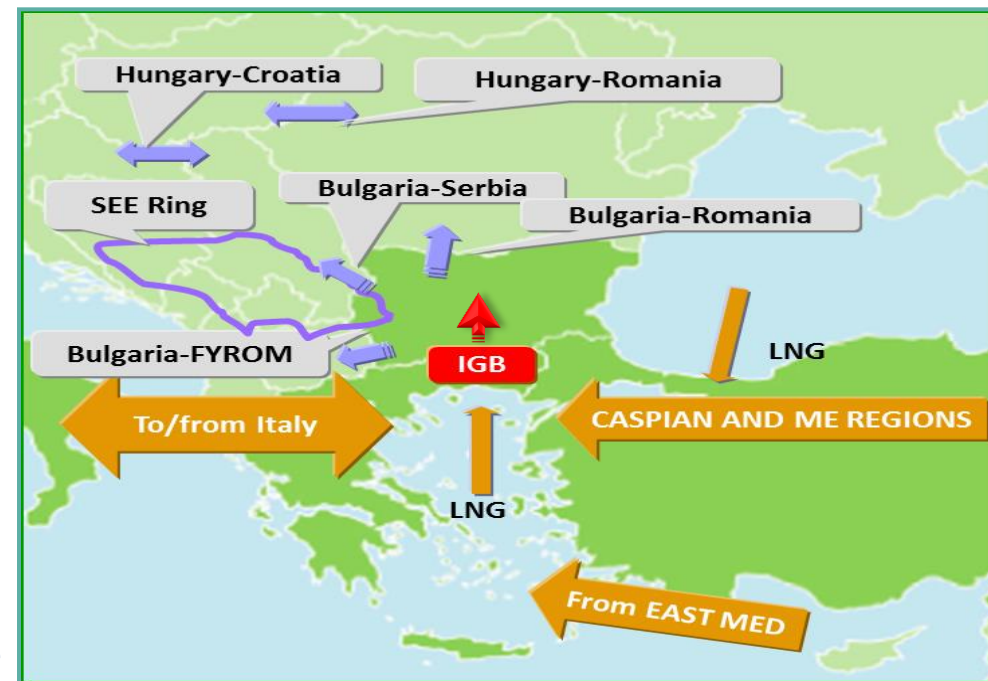 Hungary-Croatia
Hungary-Romania
SEE Ring
Bulgaria-Serbia
Bulgaria-Romania
Bulgaria-FYROM
IGB
LNG
To/from Italy
CASPIAN AND ME REGIONS
LNG
From EAST MED